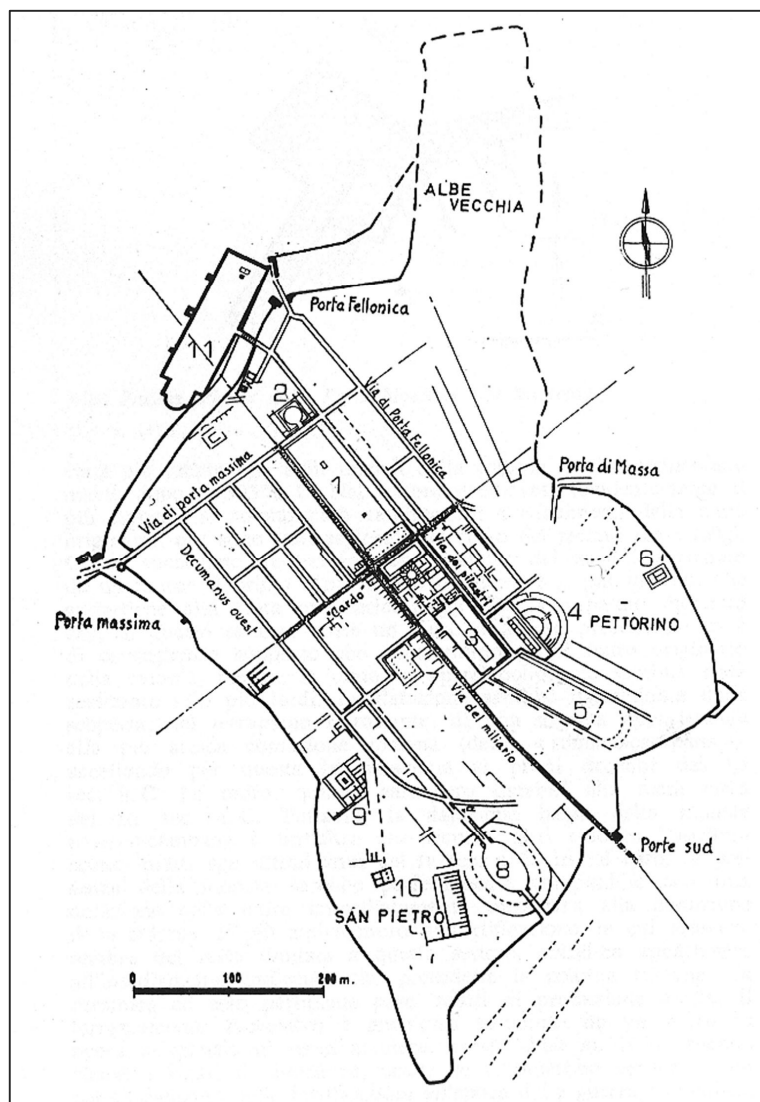 ALBE
VECCHIA
Porta Fellonica
11
2
Via di Porta Fellonica
1
Via di porta massima
Porta di Massa
Via dei pilastri
6
Decumanus ovest
Porta massima
"Cardo"
4
PETTORINO
3
7
5
Via del miliario
9
Porte sud
8
10
SAN PIETRO
0 100 200 m.